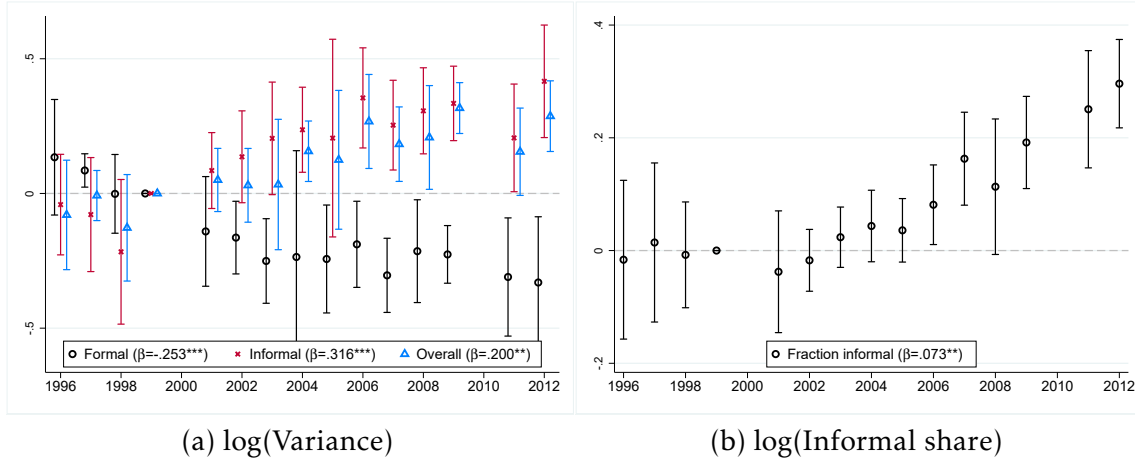 .5
0
-.5
Formal (β=-.253***) Informal (β=.316***) Overall (β=.200**)
1996 1998 2000 2002 2004 2006 2008 2010 2012
(a) log(Variance)
.4
.2
0
-.2
Fraction informal (β=.073**)
1996 1998 2000 2002 2004 2006 2008 2010 2012
(b) log(Informal share)